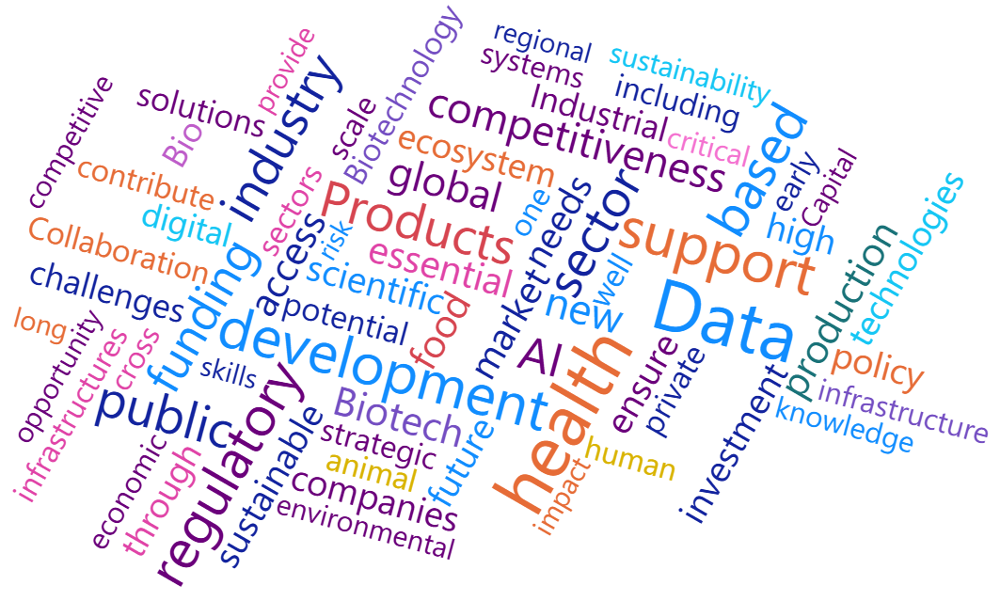 regional
systems
sustainability
including
Industrial
critical
competitiveness
provide
Biotechnology
industry
scale
solutions
competitive
Bio
ecosystem
based
early
Capital
contribute
sectors
global
needs
one
sector
Products
digital
Collaboration
access
risk
essential
support
high
technologies
scientific
market
well
new
production
challenges
funding
potential
food
Data
long
development
AI
health
ensure
private
policy
opportunity
infrastructures
cross
skills
public
regulatory
Biotech
strategic
investment
infrastructure
knowledge
economic
through
sustainable
animal
companies
environmental
future
human
impact